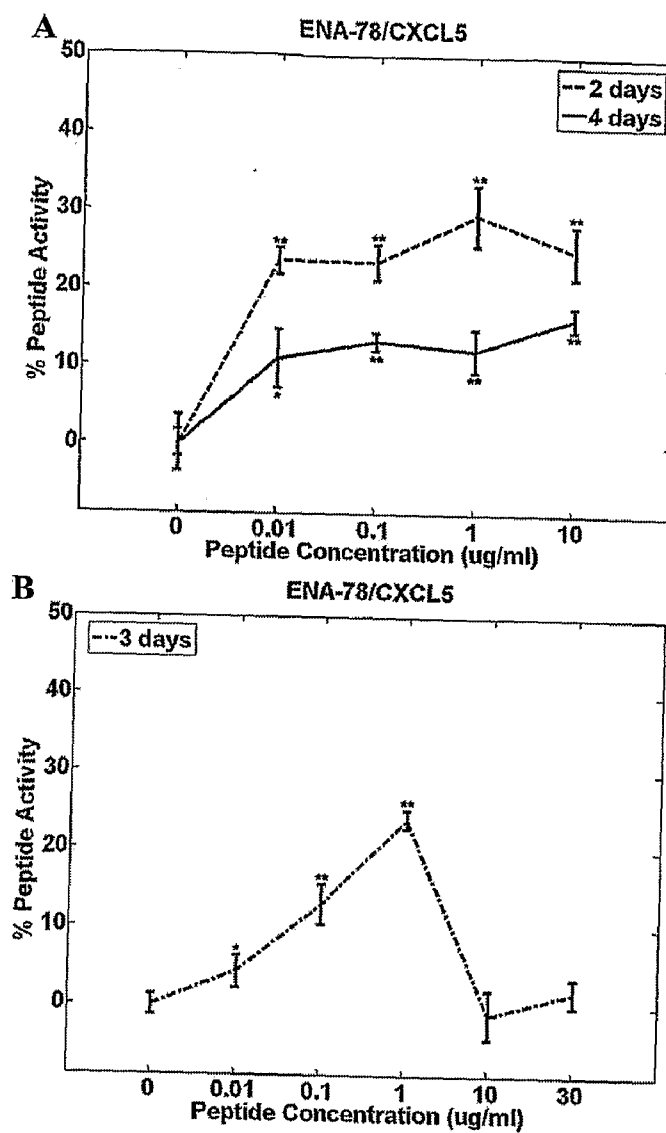 A
ENA-78/CXCL5
50
40
30
20
10
0
% Peptide Activity
2 days
4 days
**
**
**
**
*
**
**
**
0 0.01 0.1 1 10
Peptide Concentration (ug/ml)
B
ENA-78/CXCL5
50
40
30
20
10
0
% Peptide Activity
3 days
**
**
*
0 0.01 0.1 1 10 30
Peptide Concentration (ug/ml)